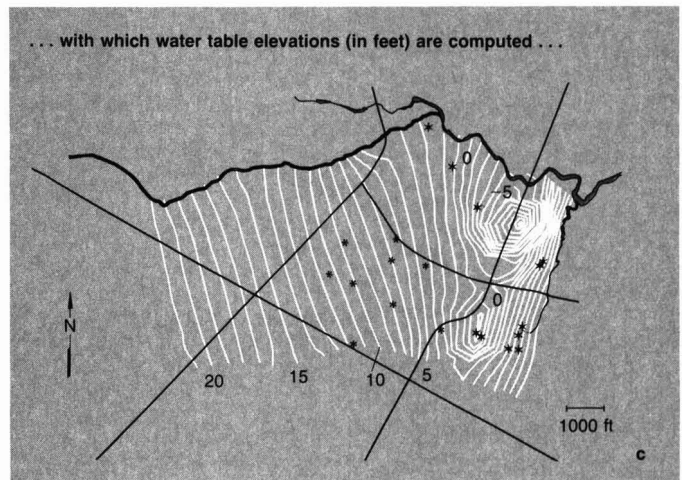 . . . with which water table elevations (in feet) are computed . . .
0
–5
0
N
20
15
10
5
1000 ft
c